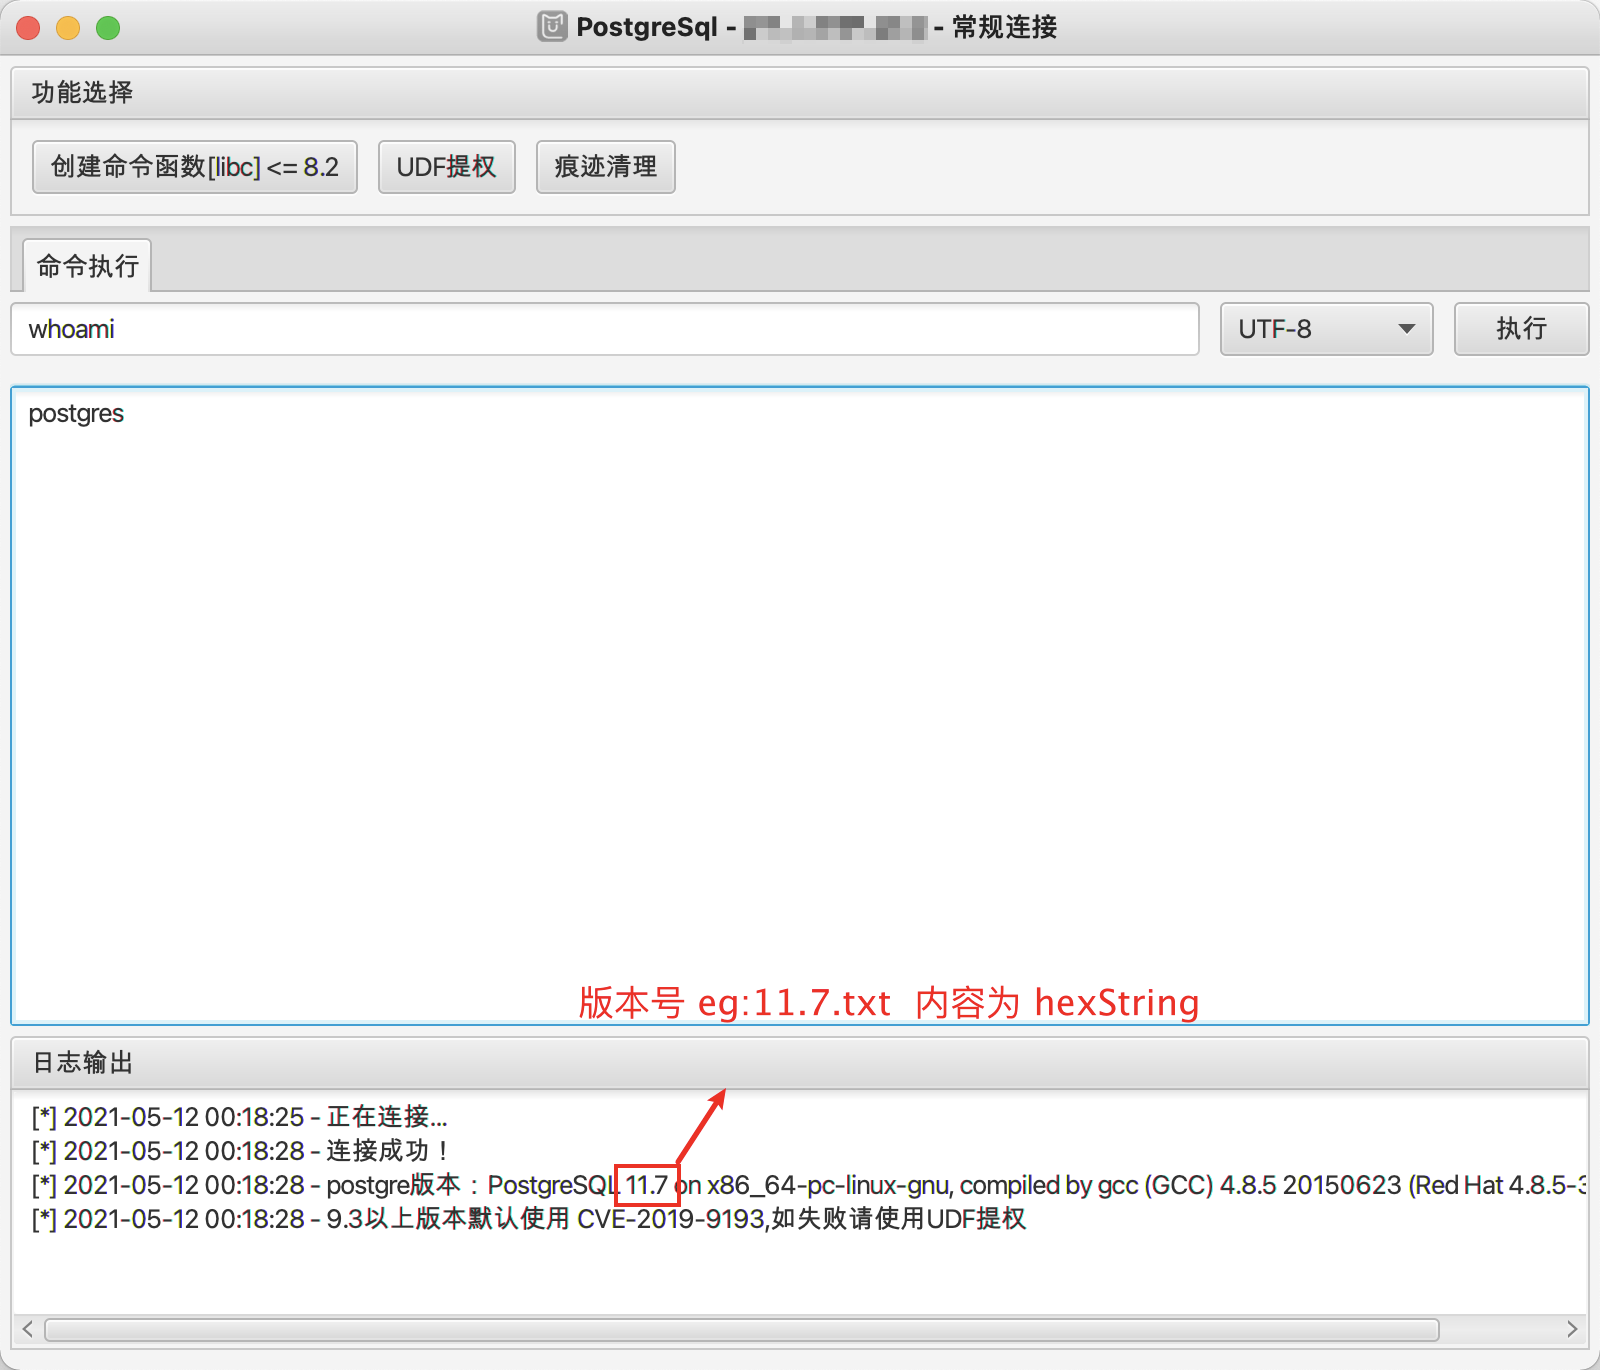 PostgreSql - - 常规连接
功能选择
创建命令函数[libc] <= 8.2 UDF提权 痕迹清理
命令执行
whoami UTF-8 执行
postgres
版本号 eg:11.7.txt 内容为 hexString
日志输出
[*] 2021-05-12 00:18:25 - 正在连接...
[*] 2021-05-12 00:18:28 - 连接成功！
[*] 2021-05-12 00:18:28 - postgre版本：PostgreSQL 11.7 on x86_64-pc-linux-gnu, compiled by gcc (GCC) 4.8.5 20150623 (Red Hat 4.8.5-3
[*] 2021-05-12 00:18:28 - 9.3以上版本默认使用 CVE-2019-9193,如失败请使用UDF提权